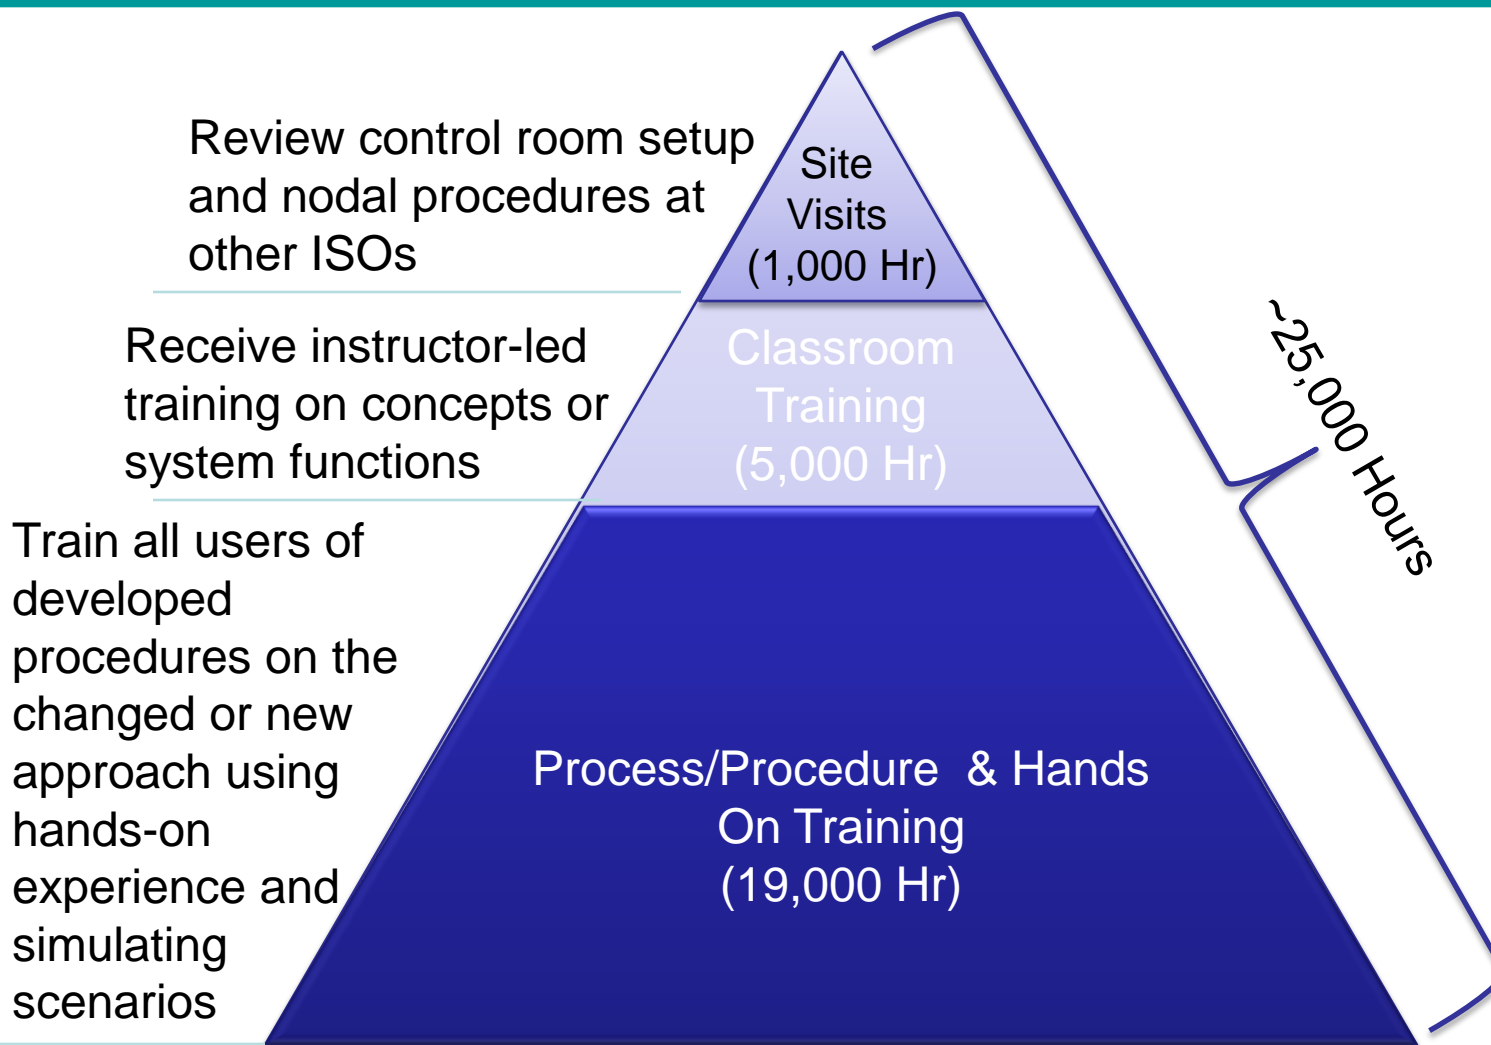 Review control room setup
and nodal procedures at
other ISOs
Site
Visits
(1,000 Hr)
Receive instructor-led
training on concepts or
system functions
Classroom
Training
(5,000 Hr)
~25,000 Hours
Train all users of
developed
procedures on the
changed or new
approach using
hands-on
experience and
simulating
scenarios
Process/Procedure & Hands
On Training
(19,000 Hr)